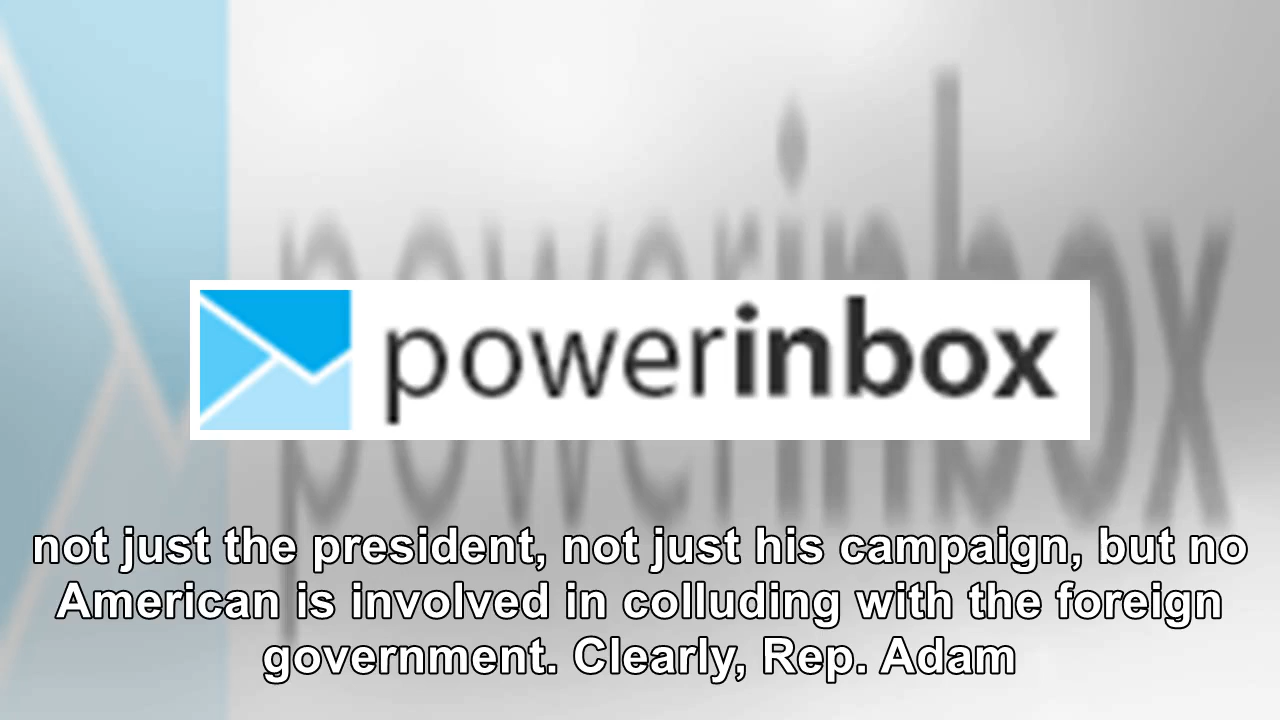 powerinbox
powerinbox
not just the president, not just his campaign, but no
American is involved in colluding with the foreign
government. Clearly, Rep. Adam